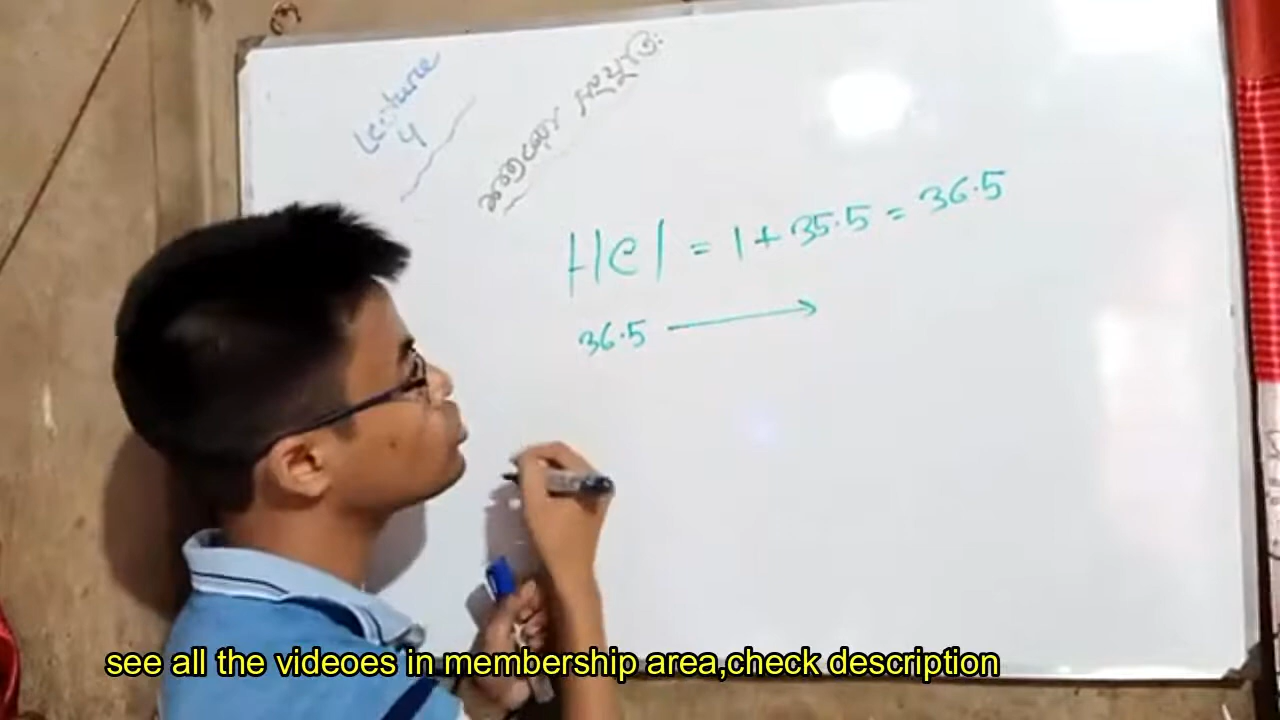 Lecture
4
HCl = 1 + 35.5 = 36.5
36.5 →
see all the videoes in membership area,check description